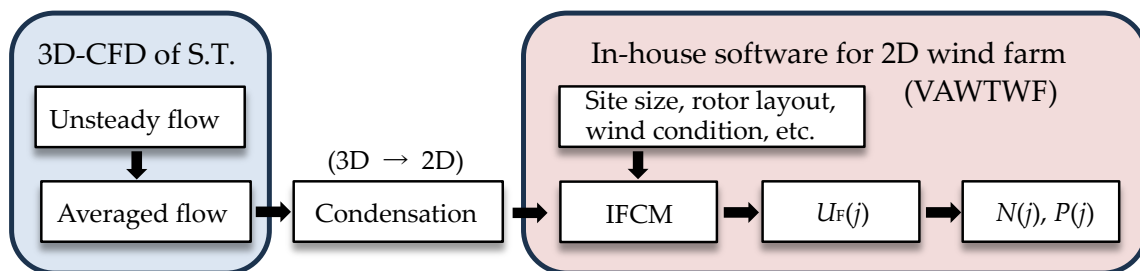 3D-CFD of S.T.
Unsteady flow
Averaged flow
(3D → 2D)
Condensation
In-house software for 2D wind farm
(VAWTWF)
Site size, rotor layout,
wind condition, etc.
IFCM
UF(j)
N(j), P(j)